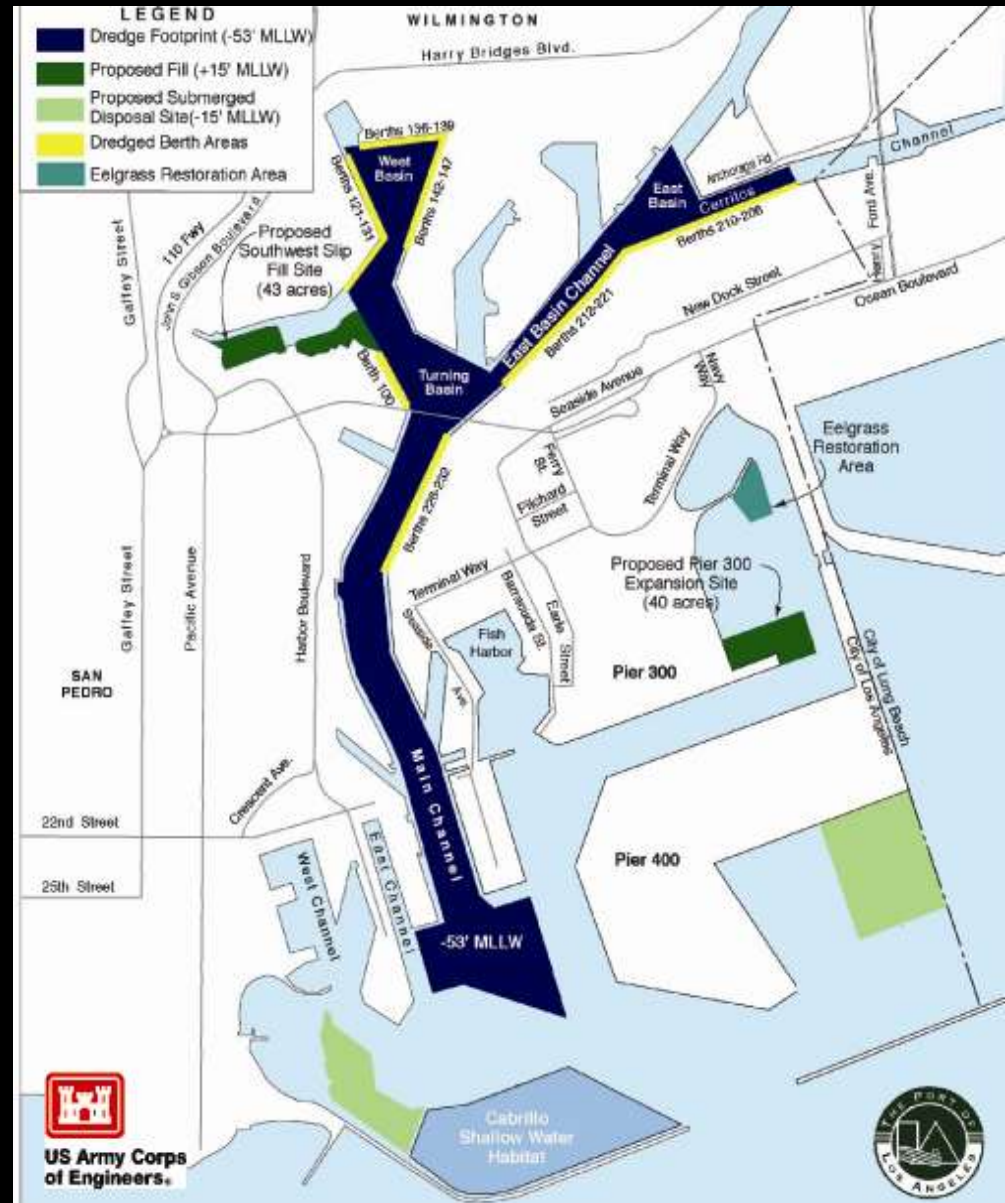 LEGEND
Dredge Footprint (-53' MLLW)
Proposed Fill (+15' MLLW)
Proposed Submerged
Disposal Site(-15' MLLW)
Dredged Berth Areas
Eelgrass Restoration Area
WILMINGTON
Harry Bridges Blvd.
Berths 136-139
West
Basin
Berths 121-131
Berths 142-147
East
Basin
Anchorage Rd
Cerritos
Channel
Berths 210-206
Ford Ave.
Henry
Gaffey Street
110 Fwy
John S Gibson Boulevard
Proposed
Southwest Slip
Fill Site
(43 acres)
East Basin Channel
Berths 212-221
New Dock Street
Ocean Boulevard
Berth 100
Turning
Basin
Seaside Avenue
Navy
Way
Eelgrass
Restoration
Area
Ferry
St.
Terminal Way
Pilchard
Street
Berths 226-232
Gaffey Street
Pacific Avenue
Harbor Boulevard
Terminal Way
Seaside
Ave.
Barracuda St.
Earle
Street
Fish
Harbor
Proposed Pier 300
Expansion Site
(40 acres)
Pier 300
City of Long Beach
City of Los Angeles
SAN
PEDRO
Main Channel
Crescent Ave.
22nd Street
25th Street
West Channel
East Channel
Pier 400
-53' MLLW
Cabrillo
Shallow Water
Habitat
US Army Corps
of Engineers®
THE PORT OF
LOS ANGELES